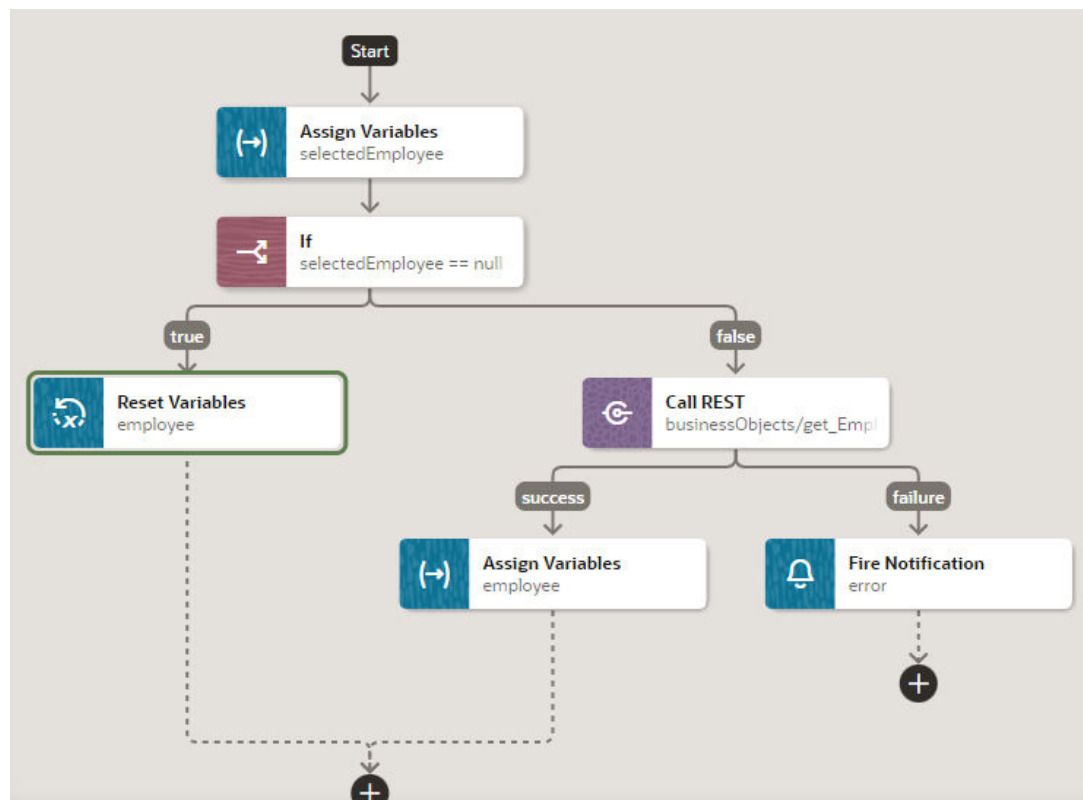 Start
Assign Variables
selectedEmployee
If
selectedEmployee == null
true
false
Reset Variables
employee
Call REST
businessObjects/get_Empl
success
failure
Assign Variables
employee
Fire Notification
error